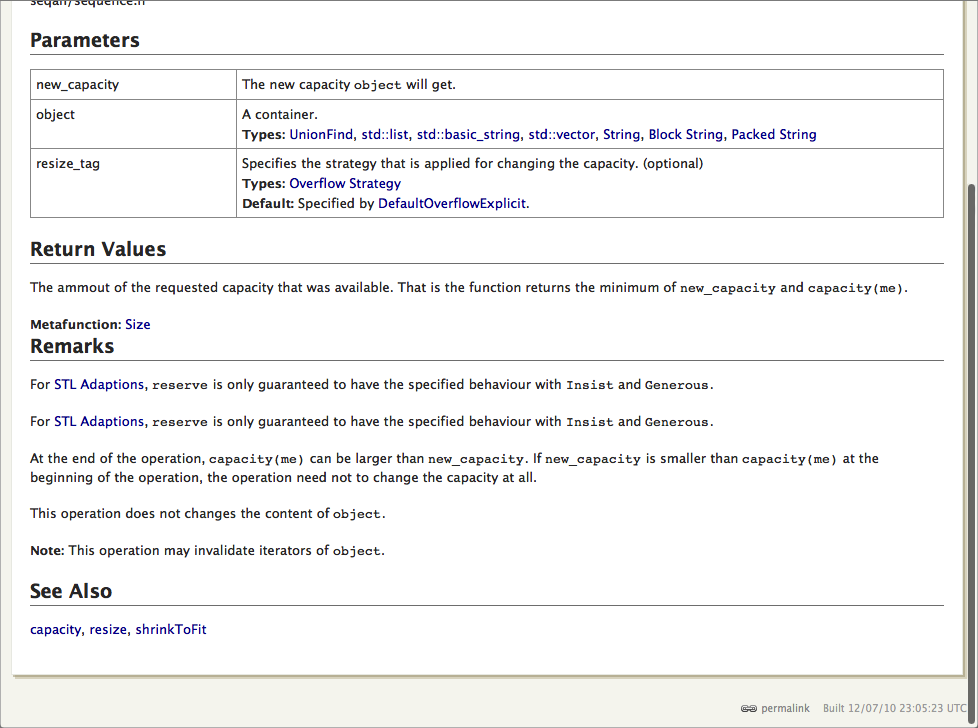 seqan/sequence.h
Parameters
new_capacity The new capacity object will get.
object A container.
Types: UnionFind, std::list, std::basic_string, std::vector, String, Block String, Packed String
resize_tag Specifies the strategy that is applied for changing the capacity. (optional)
Types: Overflow Strategy
Default: Specified by DefaultOverflowExplicit.
Return Values
The ammout of the requested capacity that was available. That is the function returns the minimum of new_capacity and capacity(me).
Metafunction: Size
Remarks
For STL Adaptions, reserve is only guaranteed to have the specified behaviour with Insist and Generous.
For STL Adaptions, reserve is only guaranteed to have the specified behaviour with Insist and Generous.
At the end of the operation, capacity(me) can be larger than new_capacity. If new_capacity is smaller than capacity(me) at the
beginning of the operation, the operation need not to change the capacity at all.
This operation does not changes the content of object.
Note: This operation may invalidate iterators of object.
See Also
capacity, resize, shrinkToFit
permalink Built 12/07/10 23:05:23 UTC